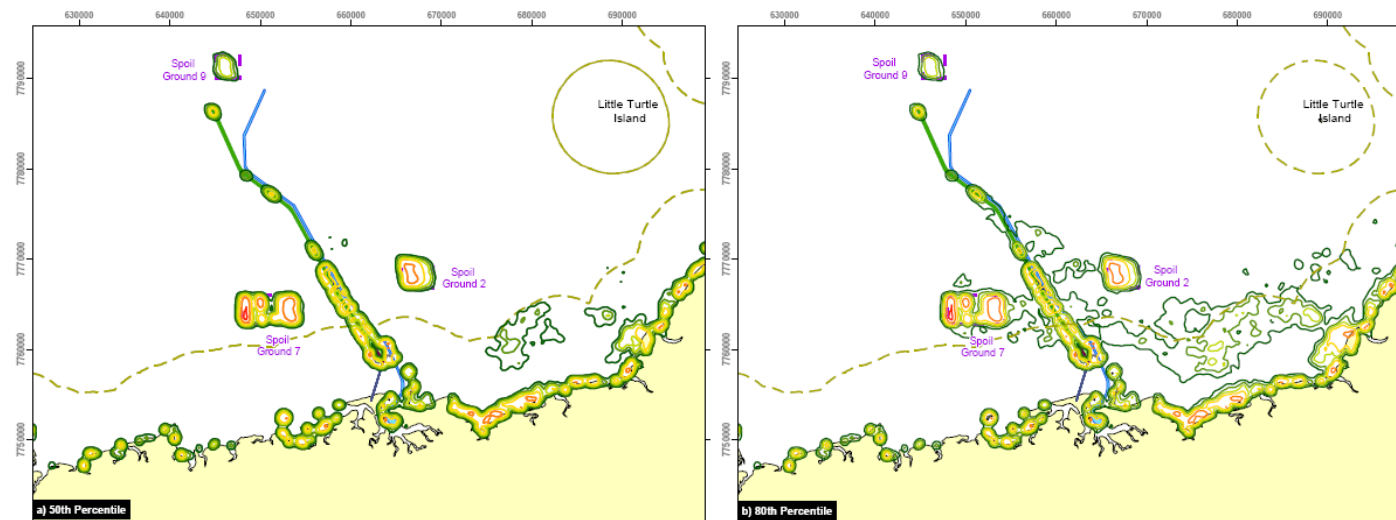 630000 640000 650000 660000 670000 680000 690000
7790000
7780000
7770000
7760000
7750000
Spoil
Ground 9
Little Turtle
Island
Spoil
Ground 2
Spoil
Ground 7
a) 50th Percentile
630000 640000 650000 660000 670000 680000 690000
7790000
7780000
7770000
7760000
7750000
Spoil
Ground 9
Little Turtle
Island
Spoil
Ground 2
Spoil
Ground 7
b) 80th Percentile